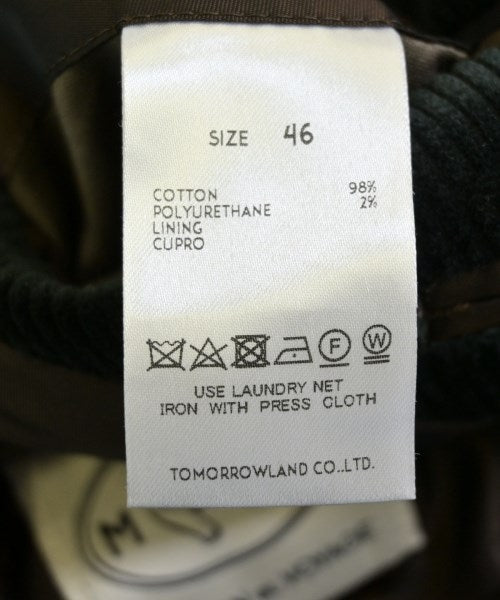 SIZE 46
COTTON 98%
POLYURETHANE 2%
LINING
CUPRO
F W
USE LAUNDRY NET
IRON WITH PRESS CLOTH
TOMORROWLAND CO.,LTD.
M